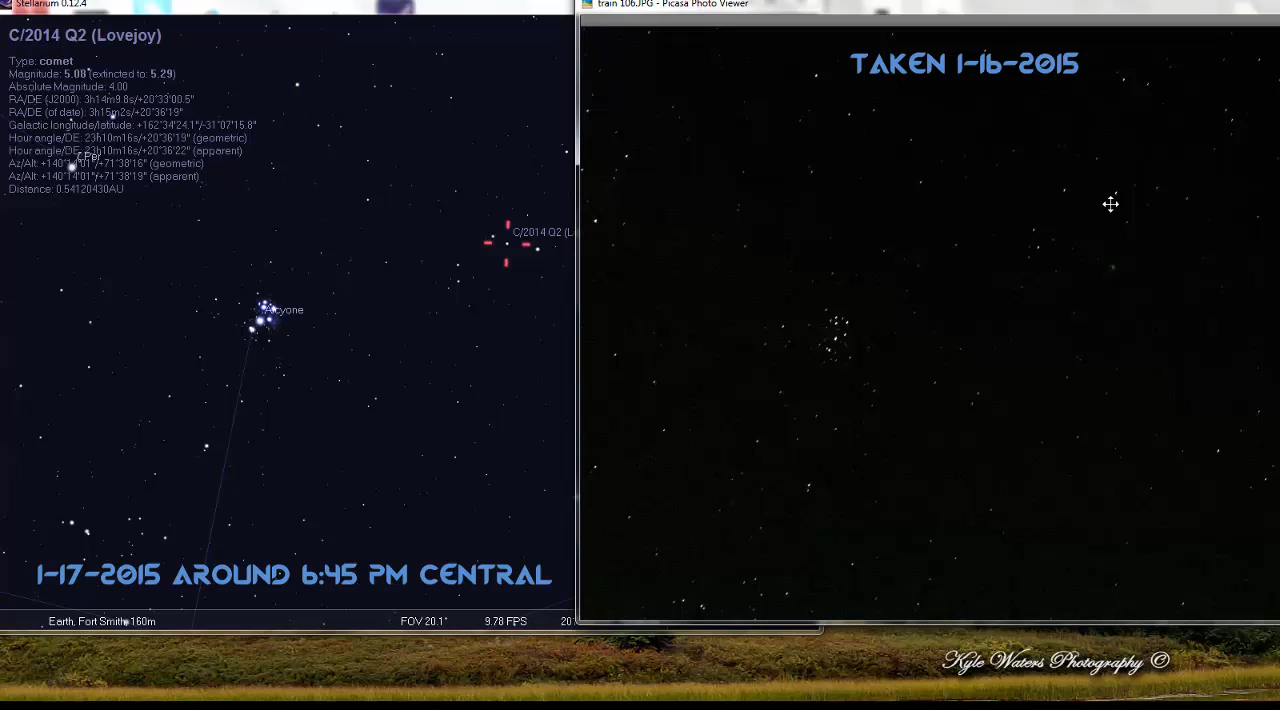 Stellarium 0.12.4
train 106.JPG - Picasa Photo Viewer
C/2014 Q2 (Lovejoy)
Type: comet
Magnitude: 5.08 (extincted to: 5.29)
Absolute Magnitude: 4.00
RA/DE (J2000): 3h14m9.8s/+20°33'00.5"
RA/DE (of date): 3h15m2s/+20°36'19"
Galactic longitude/latitude: +162°34'24.1"/-31°07'15.8"
Hour angle/DE: 23h10m16s/+20°36'19" (geometric)
Hour angle/DE: 23h10m16s/+20°36'22" (apparent)
Az/Alt: +140°14'01"/+71°38'16" (geometric)
Az/Alt: +140°14'01"/+71°38'19" (apparent)
Distance: 0.54120430AU
TAKEN 1-16-2015
C/2014 Q2 (L
Alcyone
1-17-2015 AROUND 6:45 PM CENTRAL
Earth, Fort Smith, 160m
FOV 20.1°
9.78 FPS
20
Kyle Waters Photography ©